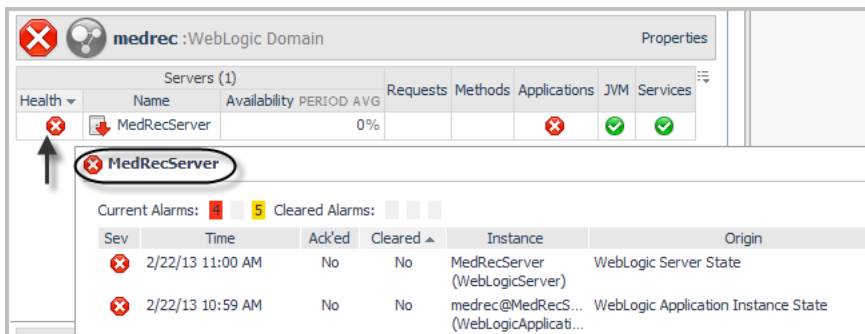 medrec :WebLogic Domain Properties
Servers (1)
Health Name Availability PERIOD AVG Requests Methods Applications JVM Services
MedRecServer 0%
MedRecServer
Current Alarms: 4 5 Cleared Alarms:
Sev Time Ack'ed Cleared Instance Origin
2/22/13 11:00 AM No No MedRecServer WebLogic Server State
(WebLogicServer)
2/22/13 10:59 AM No No medrec@MedRecS... WebLogic Application Instance State
(WebLogicApplicati...